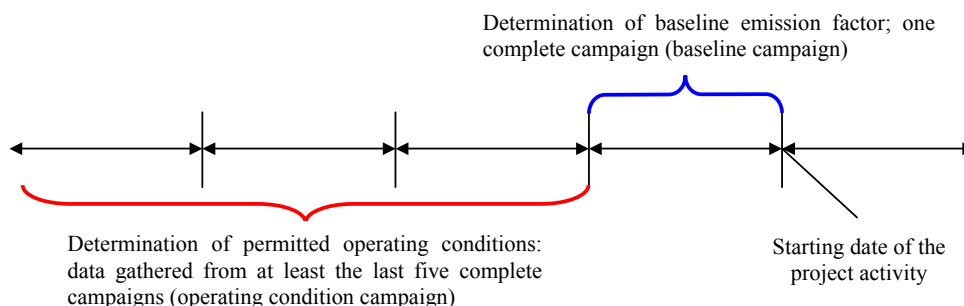 Determination of baseline emission factor; one
complete campaign (baseline campaign)
Determination of permitted operating conditions:
data gathered from at least the last five complete
campaigns (operating condition campaign)
Starting date of the
project activity